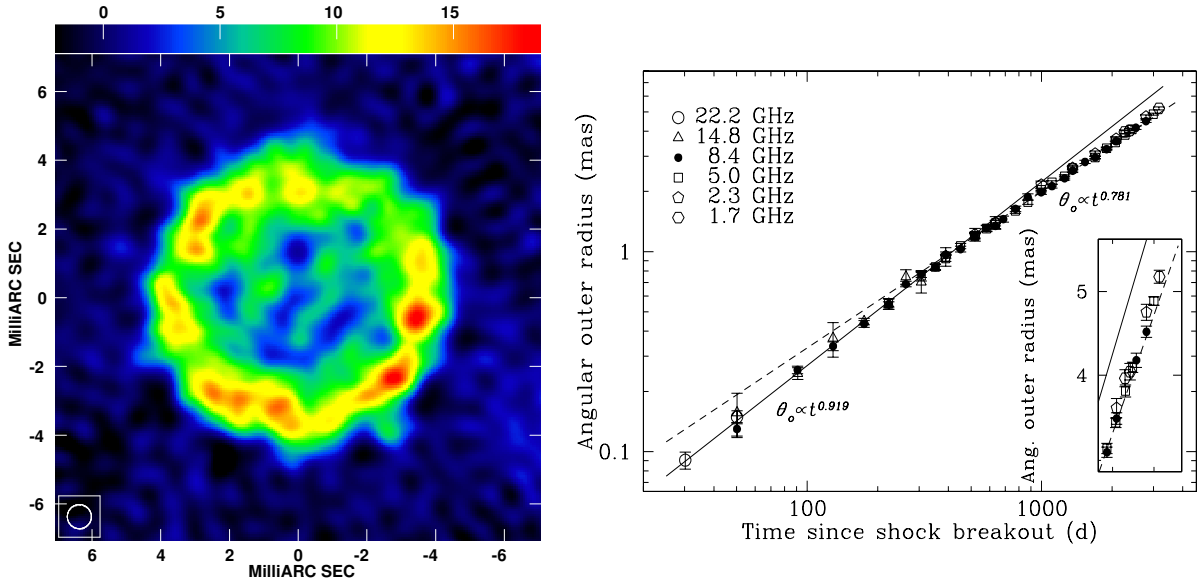 0 5 10 15
6
4
2
0
-2
-4
-6
MilliARC SEC
6 4 2 0 -2 -4 -6
MilliARC SEC
22.2 GHz
14.8 GHz
8.4 GHz
5.0 GHz
2.3 GHz
1.7 GHz
θo∝t^0.781
θo∝t^0.919
Angular outer radius (mas)
1
0.1
100 1000
Time since shock breakout (d)
Ang. outer radius (mas)
5
4